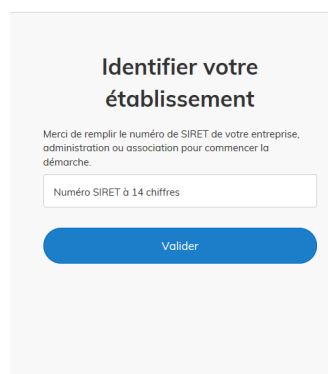 Identifier votre
établissement
Merci de remplir le numéro de SIRET de votre entreprise,
administration ou association pour commencer la
démarche.
Numéro SIRET à 14 chiffres
Valider